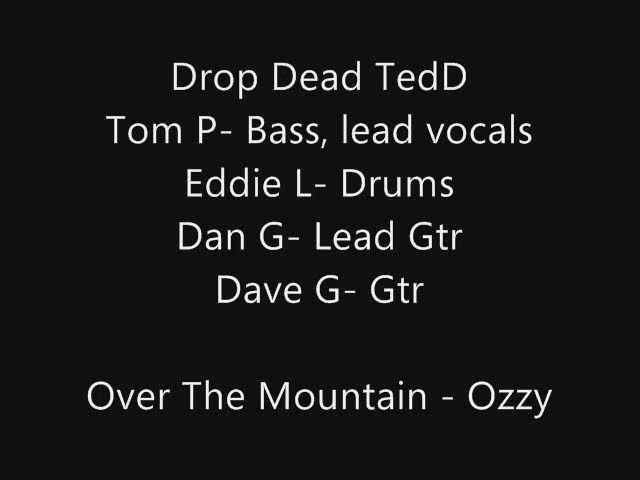 Drop Dead TedD
Tom P- Bass, lead vocals
Eddie L- Drums
Dan G- Lead Gtr
Dave G- Gtr
Over The Mountain - Ozzy